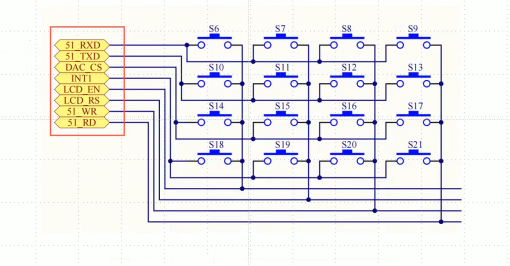 S6 S7 S8 S9
51_RXD
51_TXD
DAC_CS
S10 S11 S12 S13
INT1
LCD_EN
LCD_RS
S14 S15 S16 S17
51_WR
51_RD
S18 S19 S20 S21